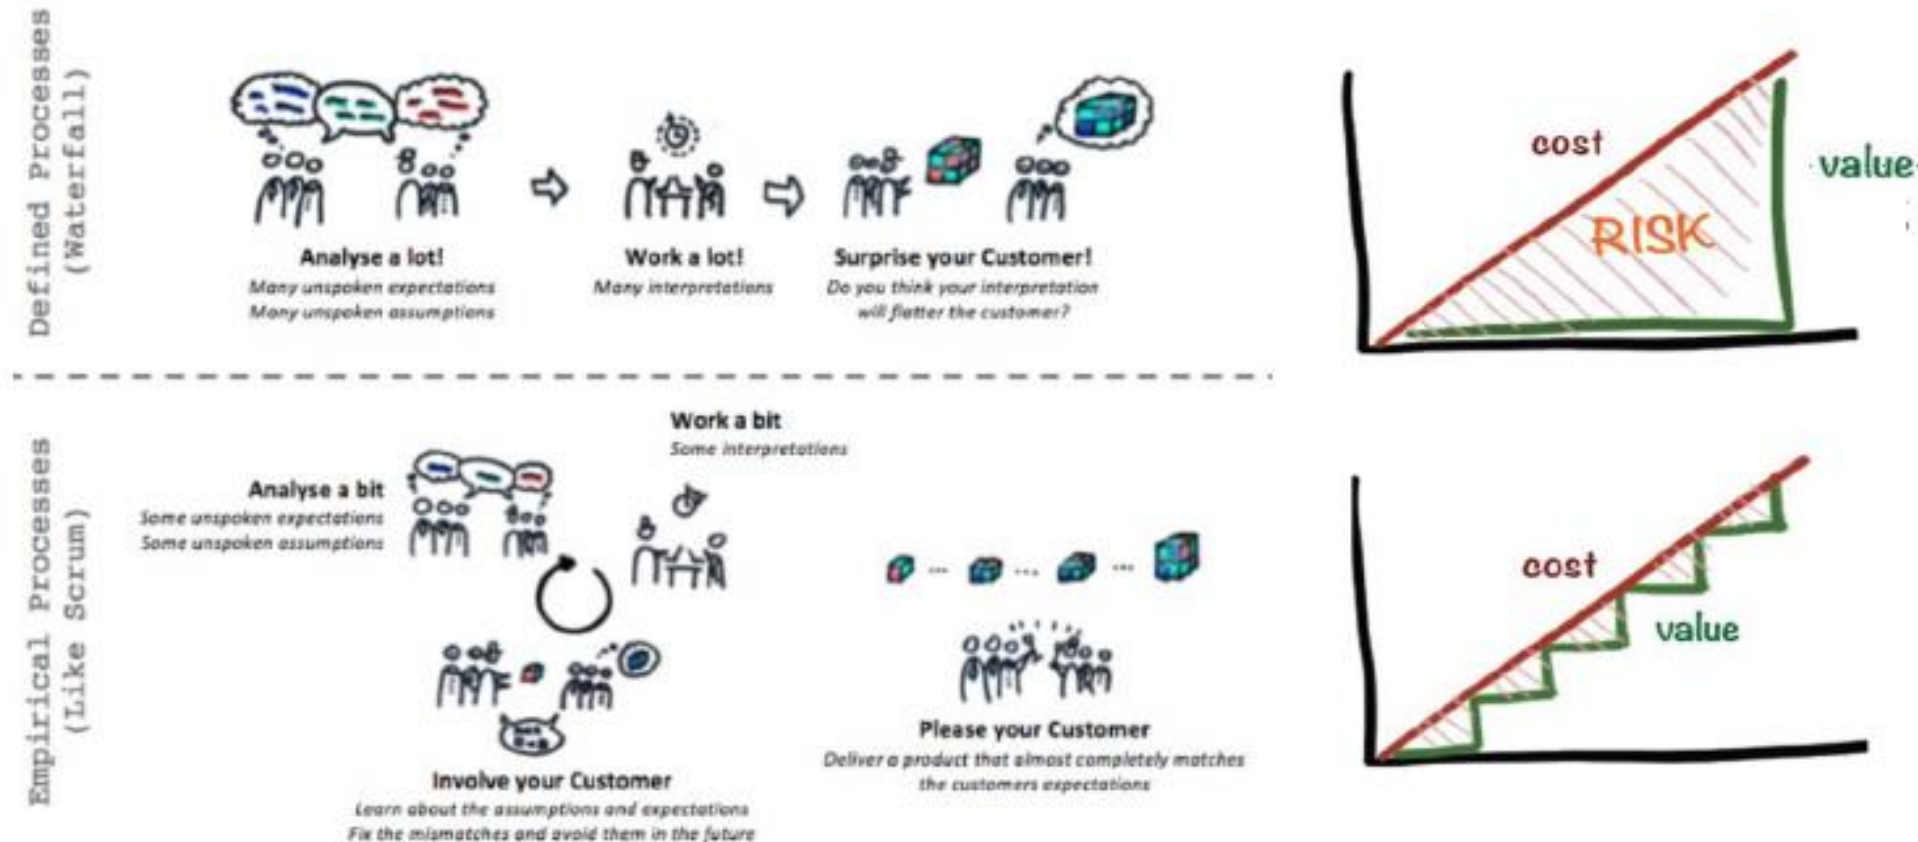 Defined Processes
(Waterfall)
Analyse a lot!
Many unspoken expectations
Many unspoken assumptions
Work a lot!
Many interpretations
Surprise your Customer!
Do you think your interpretation
will flatter the customer?
cost
RISK
value
Empirical Processes
(Like Scrum)
Analyse a bit
Some unspoken expectations
Some unspoken assumptions
Work a bit
Some interpretations
Involve your Customer
Learn about the assumptions and expectations
Fix the mismatches and avoid them in the future
... ... ...
Please your Customer
Deliver a product that almost completely matches
the customers expectations
cost
value